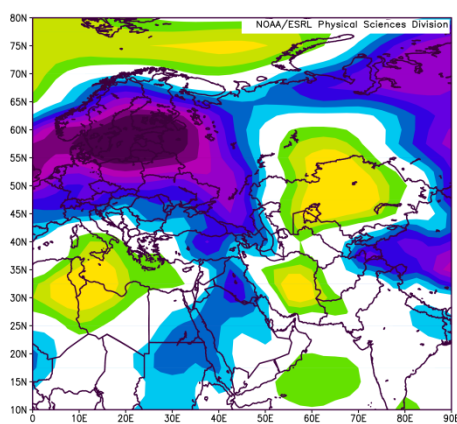 NOAA/ESRL Physical Sciences Division
80N
75N
70N
65N
60N
55N
50N
45N
40N
35N
30N
25N
20N
15N
10N
0 10E 20E 30E 40E 50E 60E 70E 80E 90E